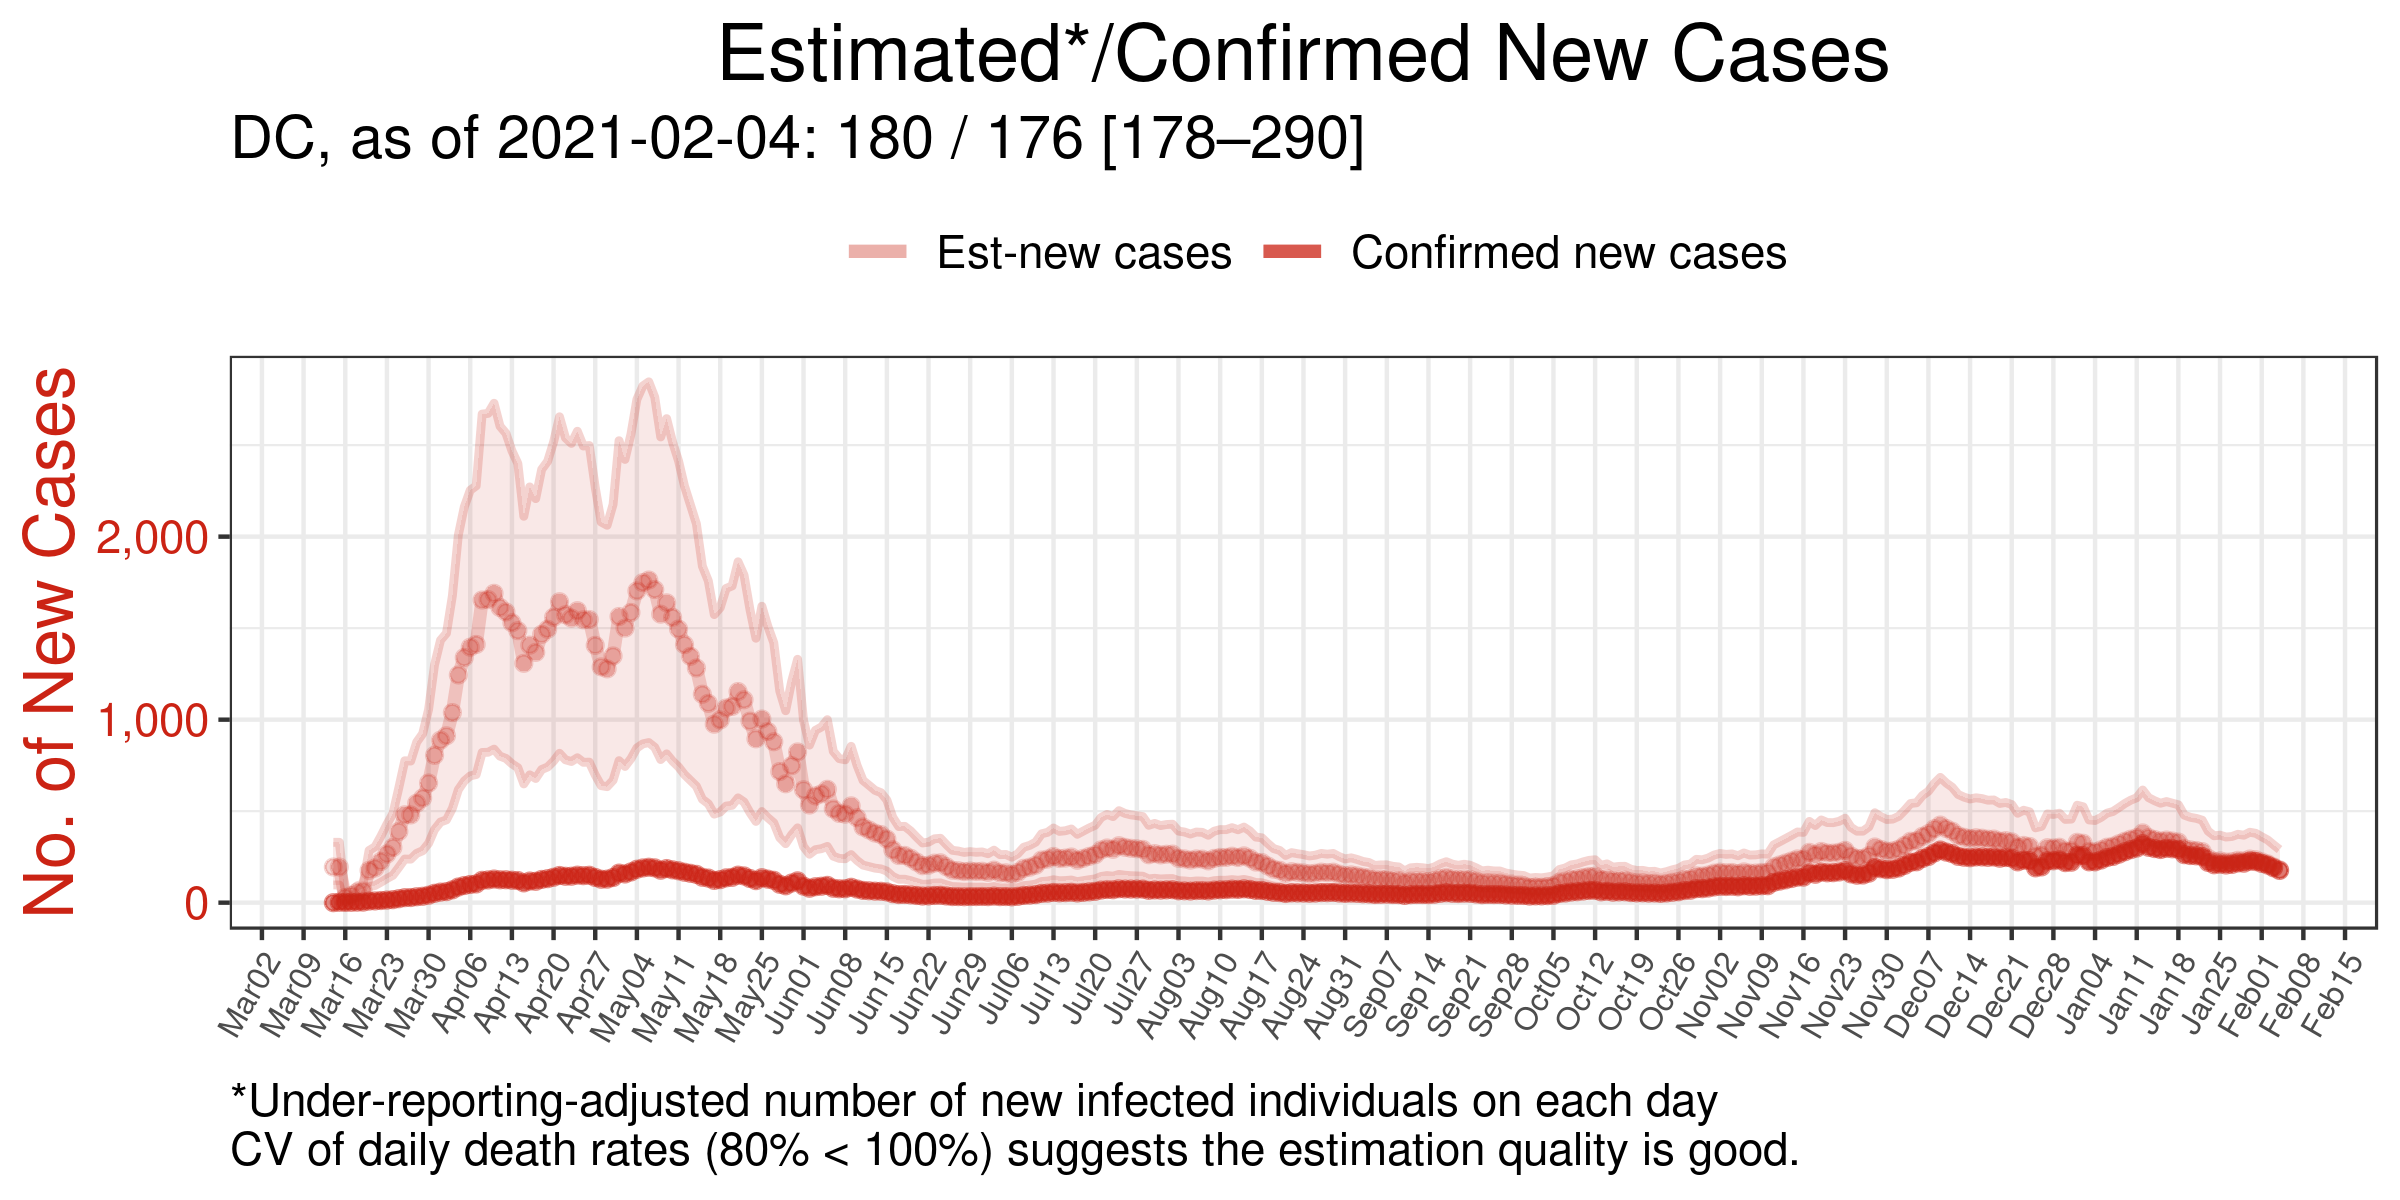 Estimated*/Confirmed New Cases
DC, as of 2021-02-04: 180 / 176 [178–290]
Est-new cases
Confirmed new cases
No. of New Cases
2,000
1,000
0
Mar02
Mar09
Mar16
Mar23
Mar30
Apr06
Apr13
Apr20
Apr27
May04
May11
May18
May25
Jun01
Jun08
Jun15
Jun22
Jun29
Jul06
Jul13
Jul20
Jul27
Aug03
Aug10
Aug17
Aug24
Aug31
Sep07
Sep14
Sep21
Sep28
Oct05
Oct12
Oct19
Oct26
Nov02
Nov09
Nov16
Nov23
Nov30
Dec07
Dec14
Dec21
Dec28
Jan04
Jan11
Jan18
Jan25
Feb01
Feb08
Feb15
*Under-reporting-adjusted number of new infected individuals on each day
CV of daily death rates (80% < 100%) suggests the estimation quality is good.